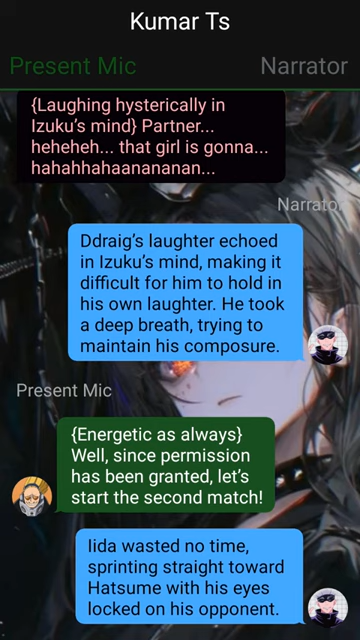 Kumar Ts
Present Mic
Narrator
{Laughing hysterically in
Izuku’s mind} Partner...
heheheh... that girl is gonna...
hahahhahaanananan...
Narrator
Ddraig’s laughter echoed
in Izuku’s mind, making it
difficult for him to hold in
his own laughter. He took
a deep breath, trying to
maintain his composure.
Present Mic
{Energetic as always}
Well, since permission
has been granted, let’s
start the second match!
Iida wasted no time,
sprinting straight toward
Hatsume with his eyes
locked on his opponent.